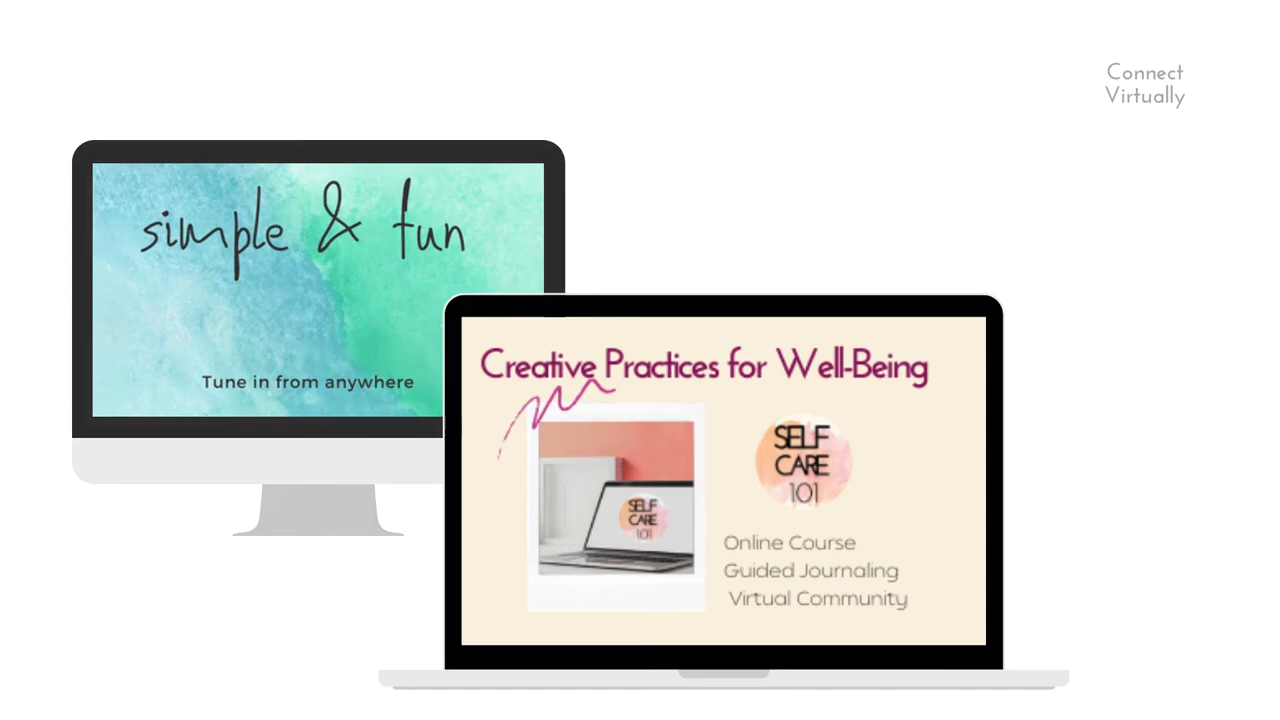 Connect
Virtually
simple & fun
Tune in from anywhere
Creative Practices for Well-Being
SELF
CARE
101
SELF
CARE
101
Online Course
Guided Journaling
Virtual Community